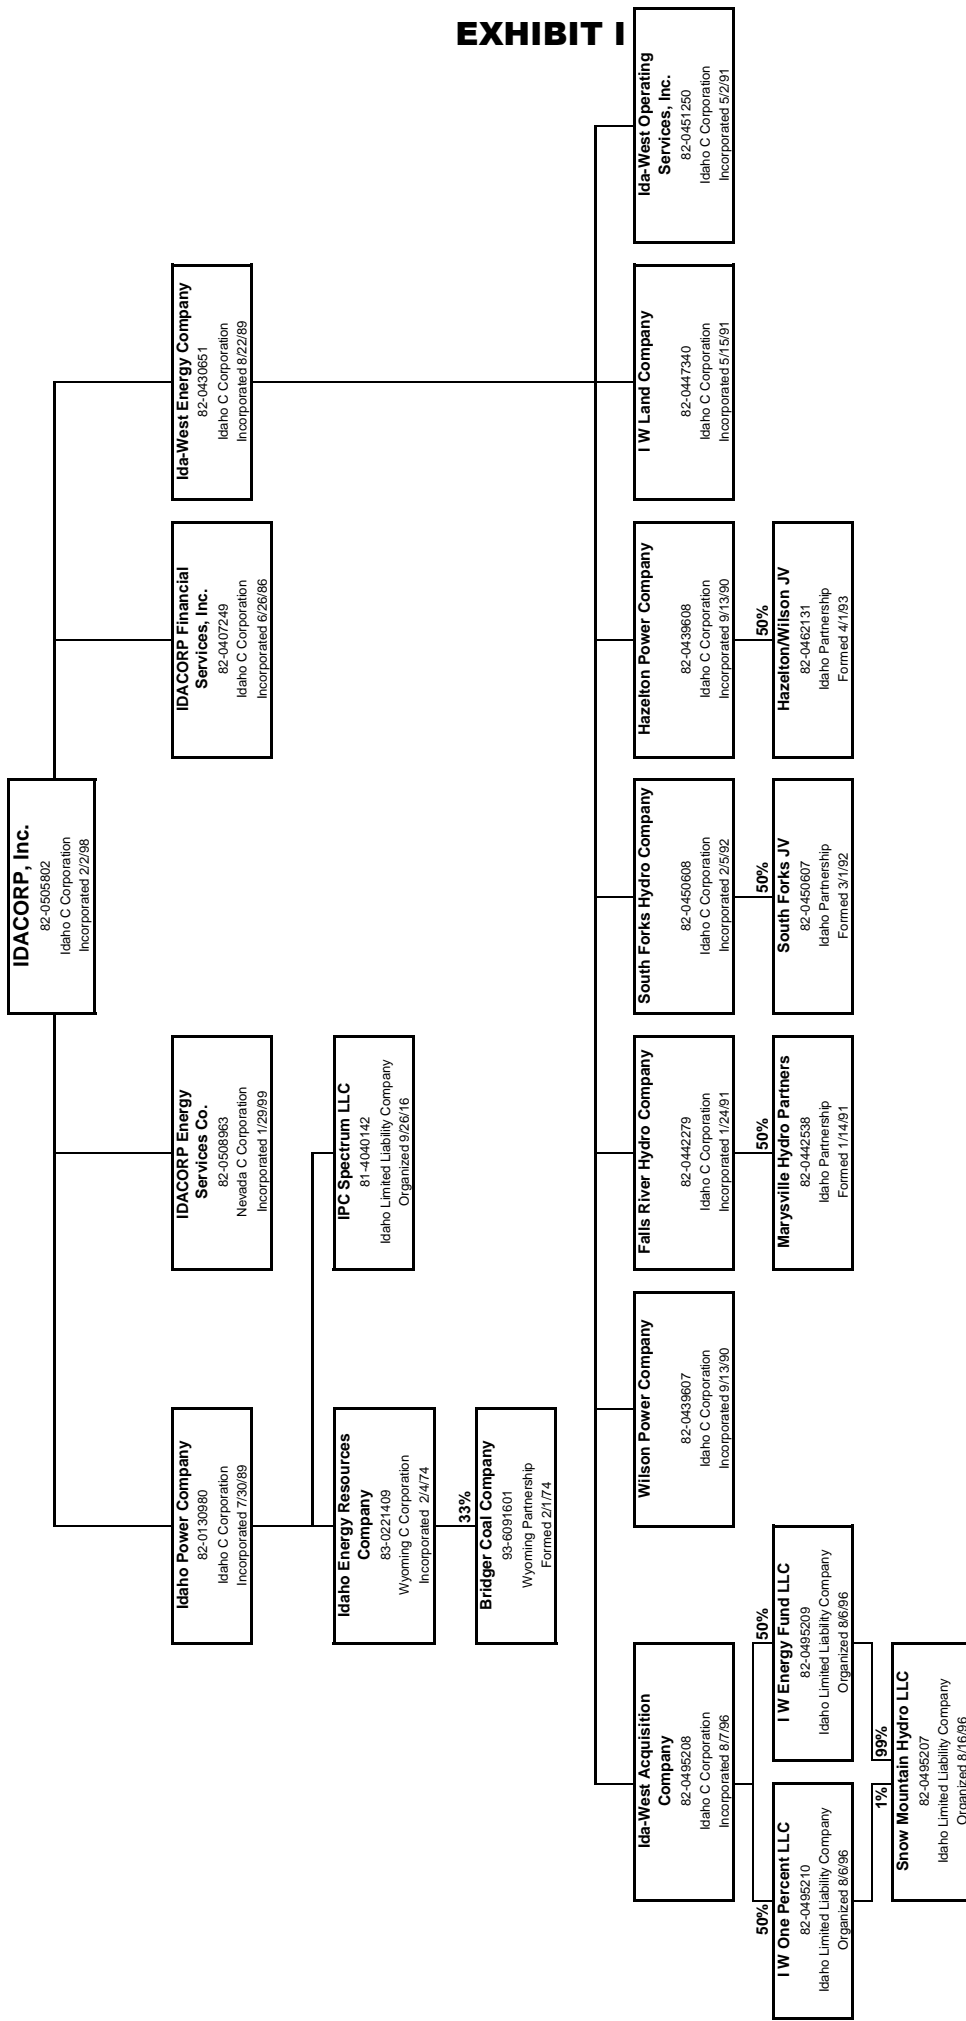 EXHIBIT I
IDACORP, Inc.
82-0505802
Idaho C Corporation
Incorporated 2/2/98
Idaho Power Company
82-0130980
Idaho C Corporation
Incorporated 7/30/89
IDACORP Energy
Services Co.
82-0508963
Nevada C Corporation
Incorporated 1/29/99
IDACORP Financial
Services, Inc.
82-0407249
Idaho C Corporation
Incorporated 6/26/86
Ida-West Energy Company
82-0430651
Idaho C Corporation
Incorporated 8/22/89
Idaho Energy Resources
Company
83-0221409
Wyoming C Corporation
Incorporated 2/4/74
IPC Spectrum LLC
81-4040142
Idaho Limited Liability Company
Organized 9/26/16
33%
Bridger Coal Company
93-6091601
Wyoming Partnership
Formed 2/1/74
Ida-West Acquisition
Company
82-0495208
Idaho C Corporation
Incorporated 8/7/96
Wilson Power Company
82-0439607
Idaho C Corporation
Incorporated 9/13/90
Falls River Hydro Company
82-0442279
Idaho C Corporation
Incorporated 1/24/91
South Forks Hydro Company
82-0450608
Idaho C Corporation
Incorporated 2/5/92
Hazelton Power Company
82-0439608
Idaho C Corporation
Incorporated 9/13/90
I W Land Company
82-0447340
Idaho C Corporation
Incorporated 5/15/91
Ida-West Operating
Services, Inc.
82-0451250
Idaho C Corporation
Incorporated 5/2/91
50%
I W One Percent LLC
82-0495210
Idaho Limited Liability Company
Organized 8/6/96
50%
I W Energy Fund LLC
82-0495209
Idaho Limited Liability Company
Organized 8/6/96
50%
Marysville Hydro Partners
82-0442538
Idaho Partnership
Formed 1/14/91
50%
South Forks JV
82-0450607
Idaho Partnership
Formed 3/1/92
50%
Hazelton/Wilson JV
82-0462131
Idaho Partnership
Formed 4/1/93
1%
99%
Snow Mountain Hydro LLC
82-0495207
Idaho Limited Liability Company
Organized 8/16/96